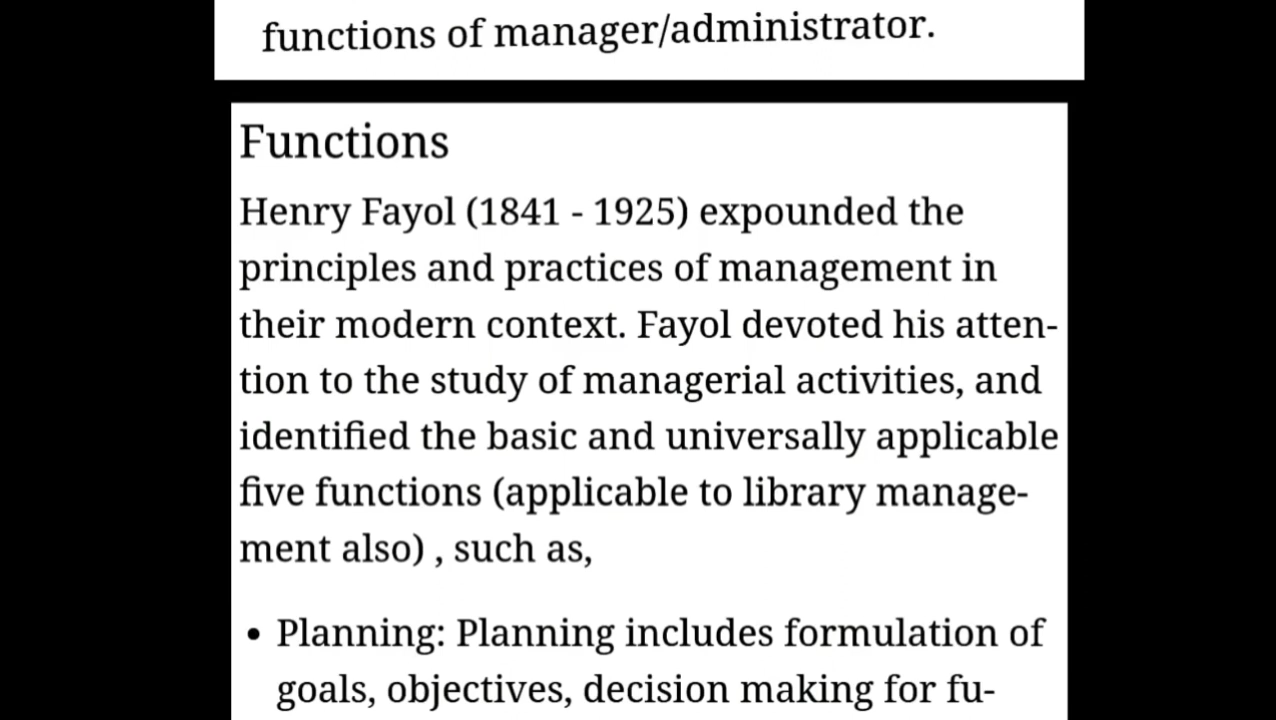 functions of manager/administrator.
Functions
Henry Fayol (1841 - 1925) expounded the
principles and practices of management in
their modern context. Fayol devoted his atten-
tion to the study of managerial activities, and
identified the basic and universally applicable
five functions (applicable to library manage-
ment also) , such as,
• Planning: Planning includes formulation of
goals, objectives, decision making for fu-